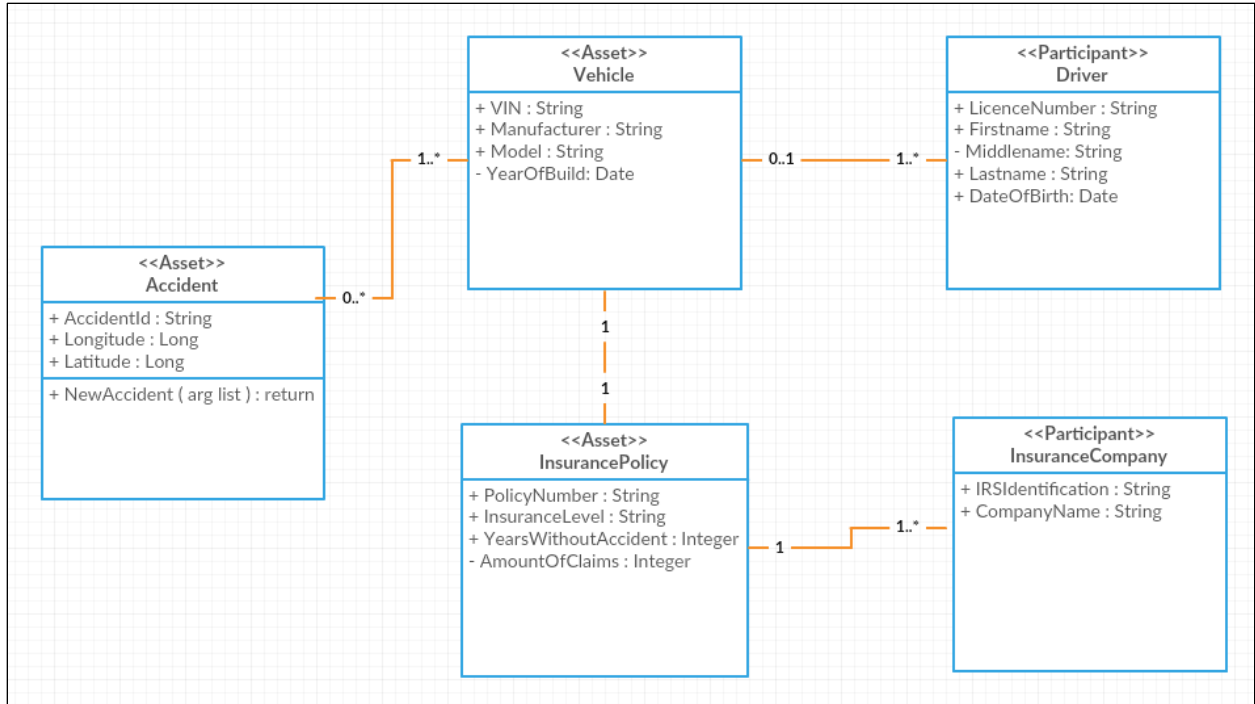 <<Asset>>
Vehicle
+ VIN : String
+ Manufacturer : String
+ Model : String
- YearOfBuild: Date
<<Participant>>
Driver
+ LicenceNumber : String
+ Firstname : String
- Middlename: String
+ Lastname : String
+ DateOfBirth: Date
1..*
0..1
1..*
<<Asset>>
Accident
+ AccidentId : String
+ Longitude : Long
+ Latitude : Long
+ NewAccident ( arg list ) : return
0..*
1
1
<<Asset>>
InsurancePolicy
+ PolicyNumber : String
+ InsuranceLevel : String
+ YearsWithoutAccident : Integer
- AmountOfClaims : Integer
1
1..*
<<Participant>>
InsuranceCompany
+ IRSIdentification : String
+ CompanyName : String